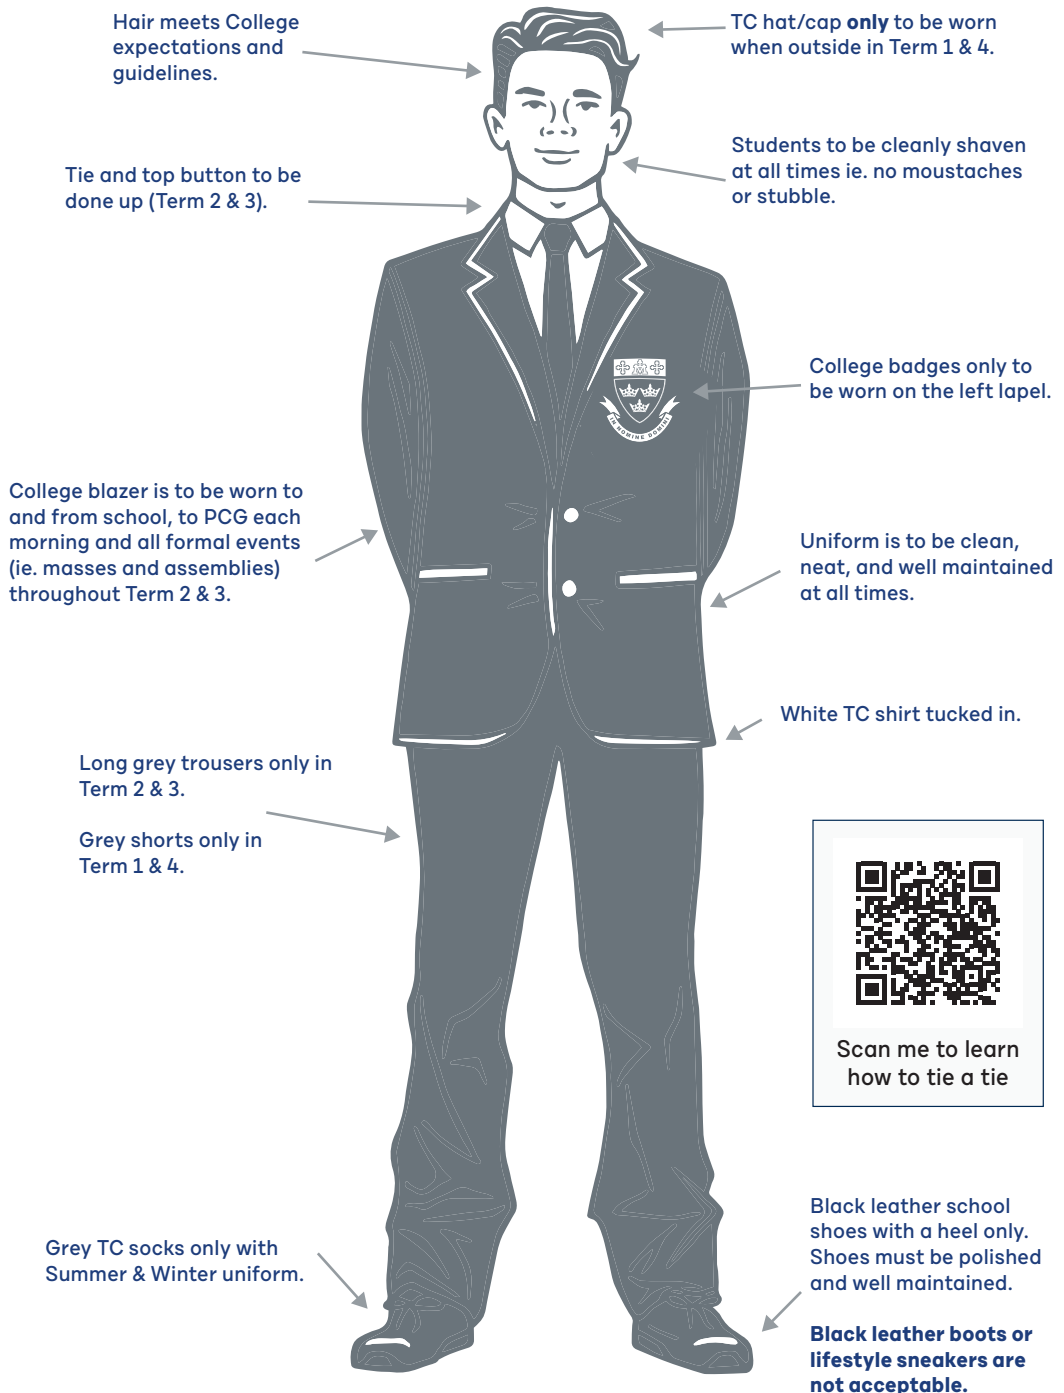 Hair meets College
expectations and
guidelines.
TC hat/cap only to be worn
when outside in Term 1 & 4.
Students to be cleanly shaven
at all times ie. no moustaches
or stubble.
Tie and top button to be
done up (Term 2 & 3).
College badges only to
be worn on the left lapel.
IN NOMINE DOMINI
College blazer is to be worn to
and from school, to PCG each
morning and all formal events
(ie. masses and assemblies)
throughout Term 2 & 3.
Uniform is to be clean,
neat, and well maintained
at all times.
White TC shirt tucked in.
Long grey trousers only in
Term 2 & 3.
Grey shorts only in
Term 1 & 4.
Scan me to learn
how to tie a tie
Grey TC socks only with
Summer & Winter uniform.
Black leather school
shoes with a heel only.
Shoes must be polished
and well maintained.
Black leather boots or
lifestyle sneakers are
not acceptable.